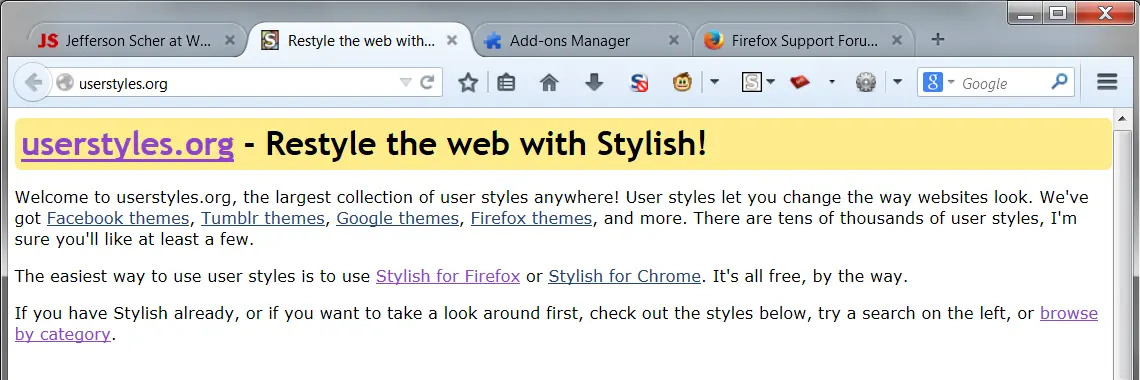 JS Jefferson Scher at W... Restyle the web with... Add-ons Manager Firefox Support Foru...
userstyles.org Google
userstyles.org - Restyle the web with Stylish!
Welcome to userstyles.org, the largest collection of user styles anywhere! User styles let you change the way websites look. We've
got Facebook themes, Tumblr themes, Google themes, Firefox themes, and more. There are tens of thousands of user styles, I'm
sure you'll like at least a few.
The easiest way to use user styles is to use Stylish for Firefox or Stylish for Chrome. It's all free, by the way.
If you have Stylish already, or if you want to take a look around first, check out the styles below, try a search on the left, or browse
by category.